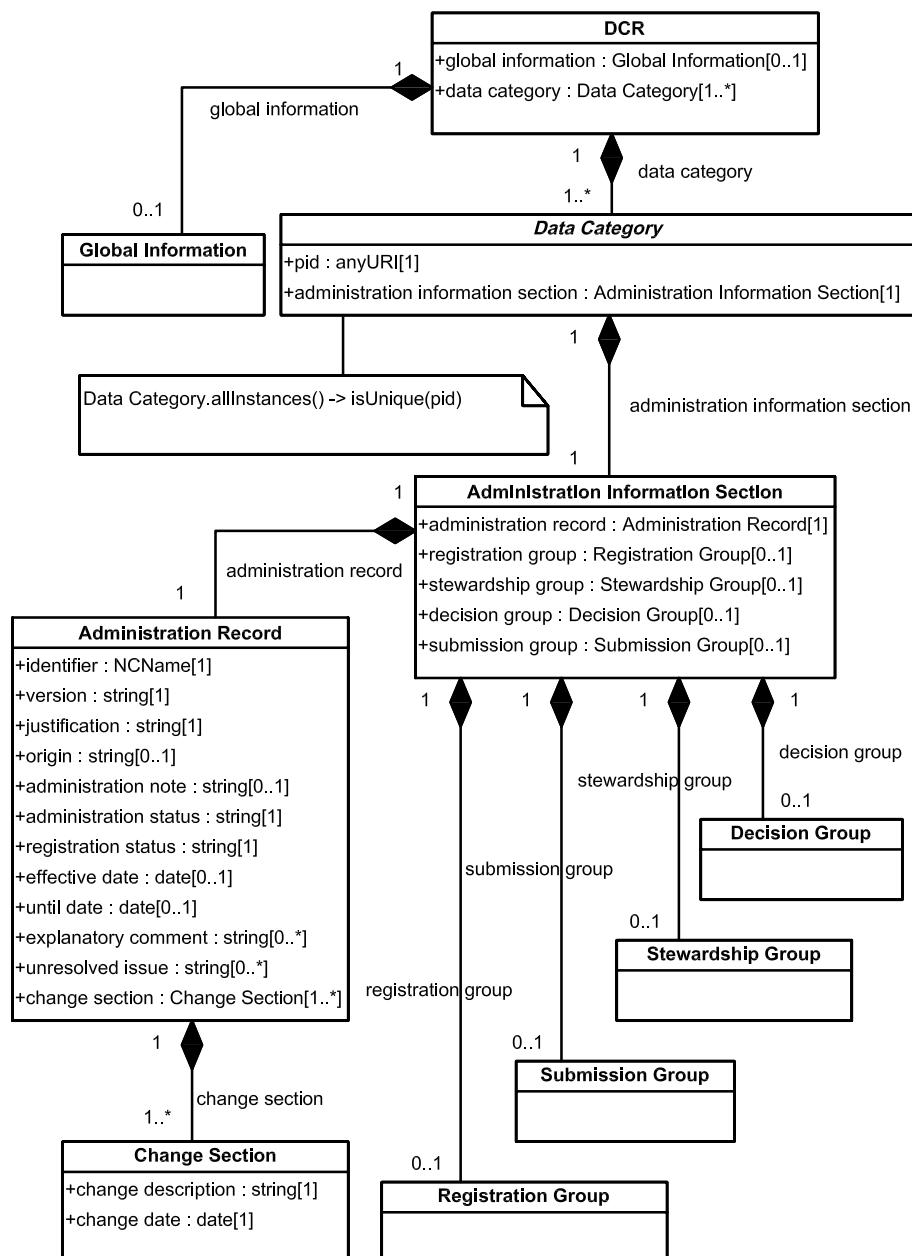 DCR
+global information : Global Information[0..1]
+data category : Data Category[1..*]
1
global information
0..1
1
data category
1..*
Global Information
Data Category
+pid : anyURI[1]
+administration information section : Administration Information Section[1]
Data Category.allInstances() -> isUnique(pid)
1
administration information section
1
Administration Information Section
+administration record : Administration Record[1]
+registration group : Registration Group[0..1]
+stewardship group : Stewardship Group[0..1]
+decision group : Decision Group[0..1]
+submission group : Submission Group[0..1]
1
administration record
1
Administration Record
+identifier : NCName[1]
+version : string[1]
+justification : string[1]
+origin : string[0..1]
+administration note : string[0..1]
+administration status : string[1]
+registration status : string[1]
+effective date : date[0..1]
+until date : date[0..1]
+explanatory comment : string[0..*]
+unresolved issue : string[0..*]
+change section : Change Section[1..*]
1
1
1
1
decision group
0..1
Decision Group
stewardship group
0..1
Stewardship Group
submission group
0..1
Submission Group
registration group
0..1
Registration Group
1
change section
1..*
Change Section
+change description : string[1]
+change date : date[1]